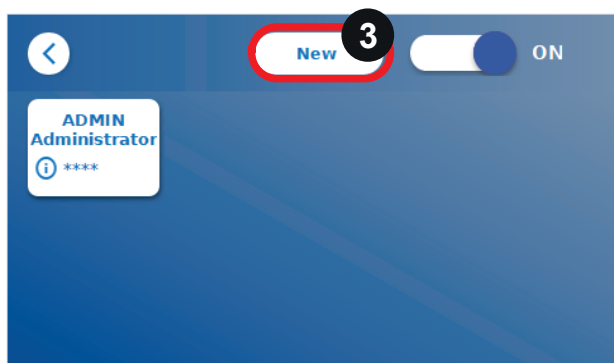 New
3
ON
ADMIN
Administrator
i ****